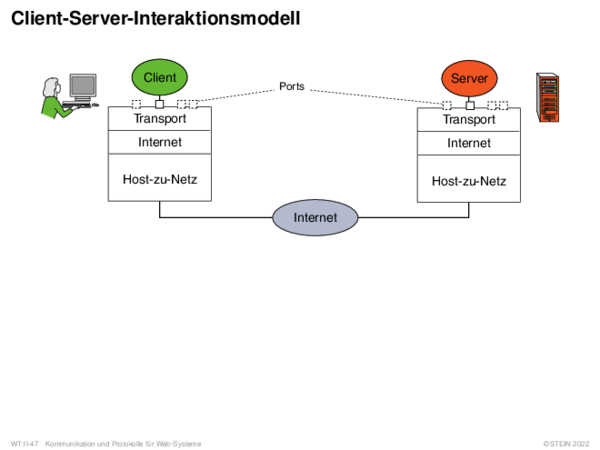 Client-Server-Interaktionsmodell
Client
Ports
Server
Transport
Internet
Host-zu-Netz
Transport
Internet
Host-zu-Netz
Internet
WT:II-47 Kommunikation und Protokolle für Web-Systeme
©STEIN 2022